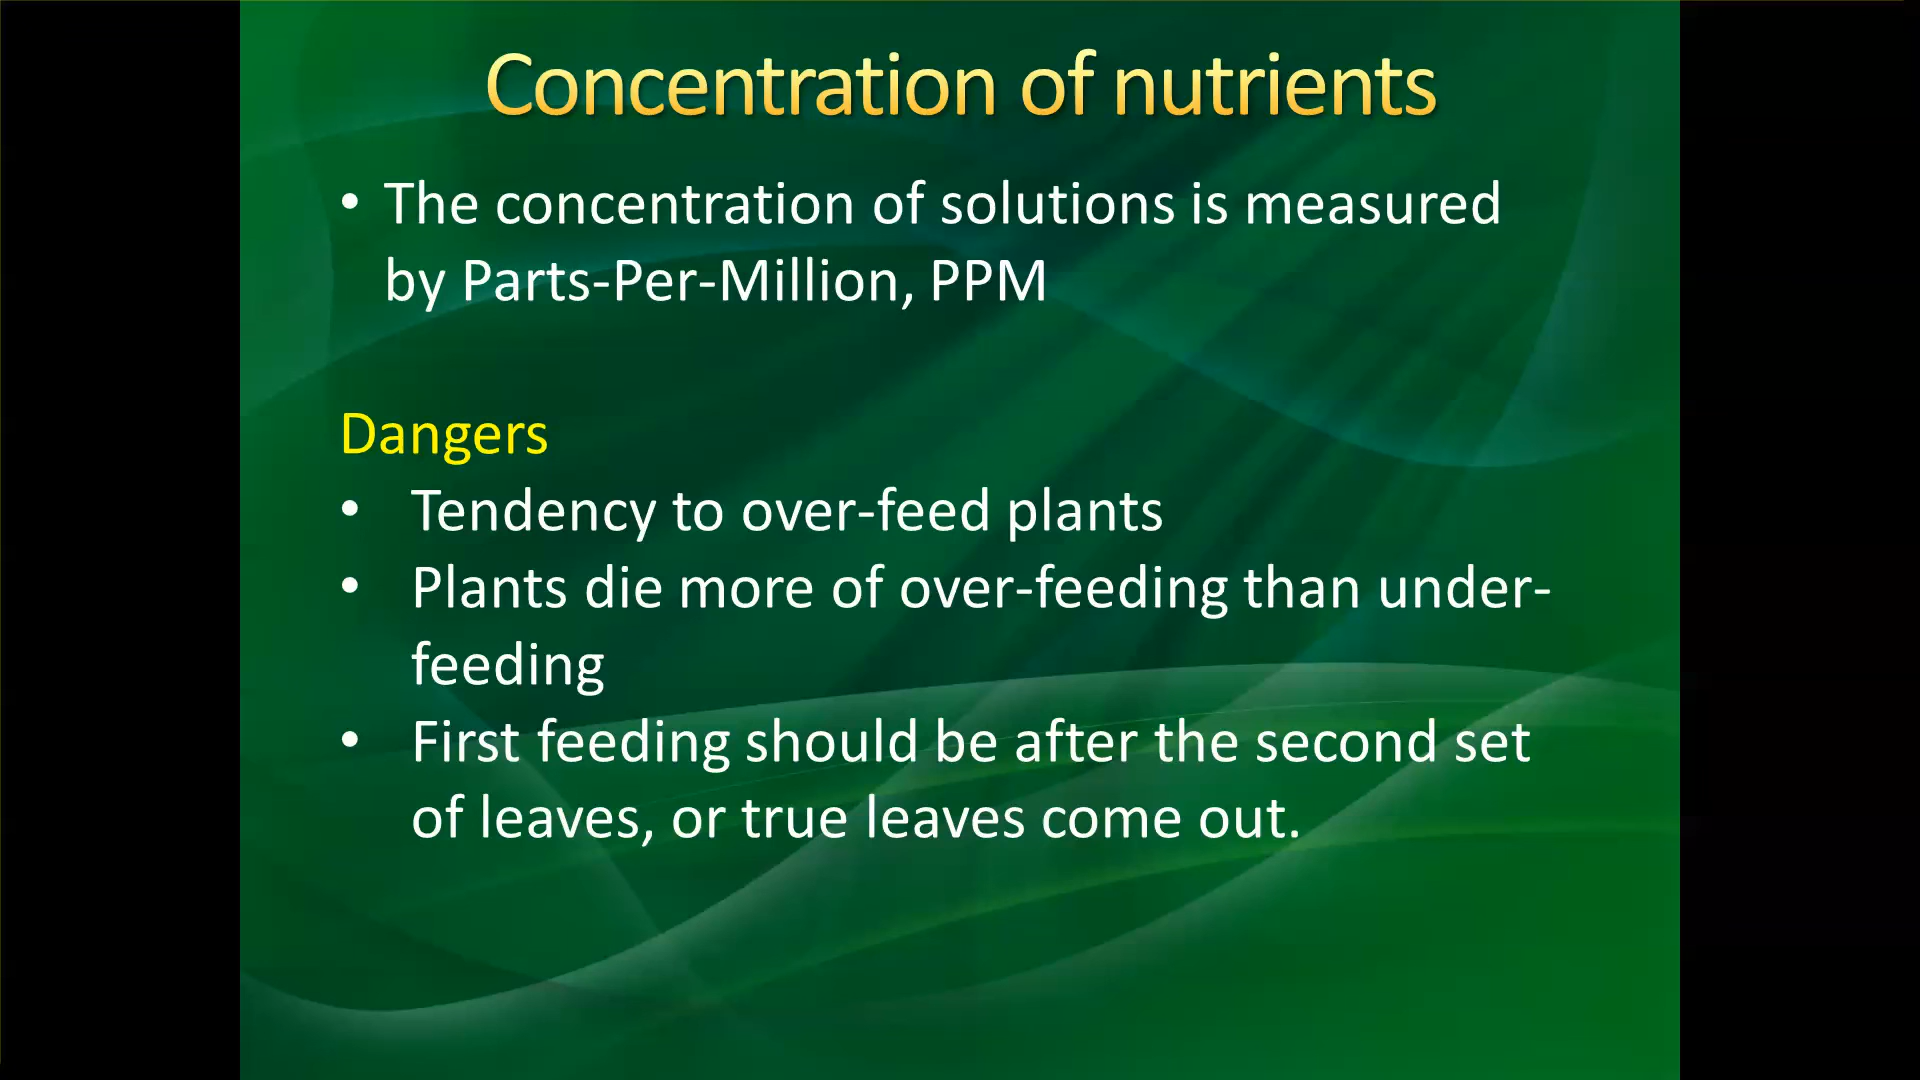 Concentration of nutrients
• The concentration of solutions is measured
by Parts-Per-Million, PPM
Dangers
• Tendency to over-feed plants
• Plants die more of over-feeding than under-
feeding
• First feeding should be after the second set
of leaves, or true leaves come out.